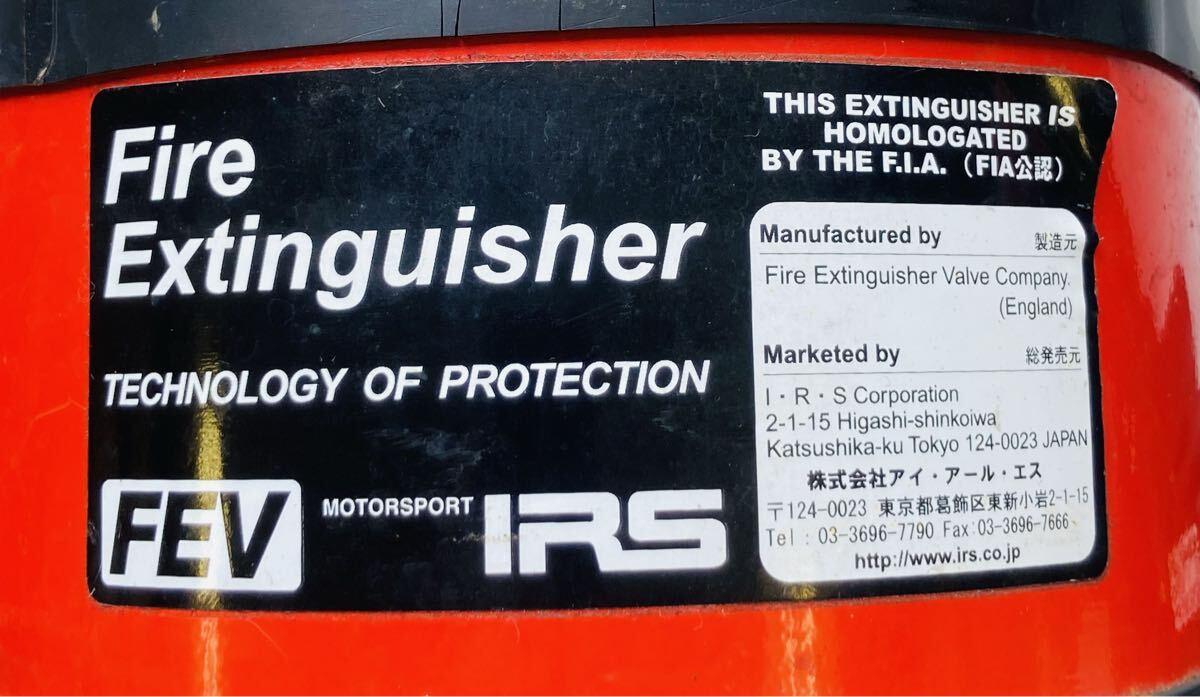 Fire
Extinguisher
TECHNOLOGY OF PROTECTION
FEV
MOTORSPORT IRS
THIS EXTINGUISHER IS
HOMOLOGATED
BY THE F.I.A. (FIA公認)
Manufactured by 製造元
Fire Extinguisher Valve Company.
(England)
Marketed by 総発売元
I・R・S Corporation
2-1-15 Higashi-shinkoiwa
Katsushika-ku Tokyo 124-0023 JAPAN
株式会社アイ・アール・エス
〒124-0023 東京都葛飾区東新小岩2-1-15
Tel : 03-3696-7790 Fax:03-3696-7666
http://www.irs.co.jp